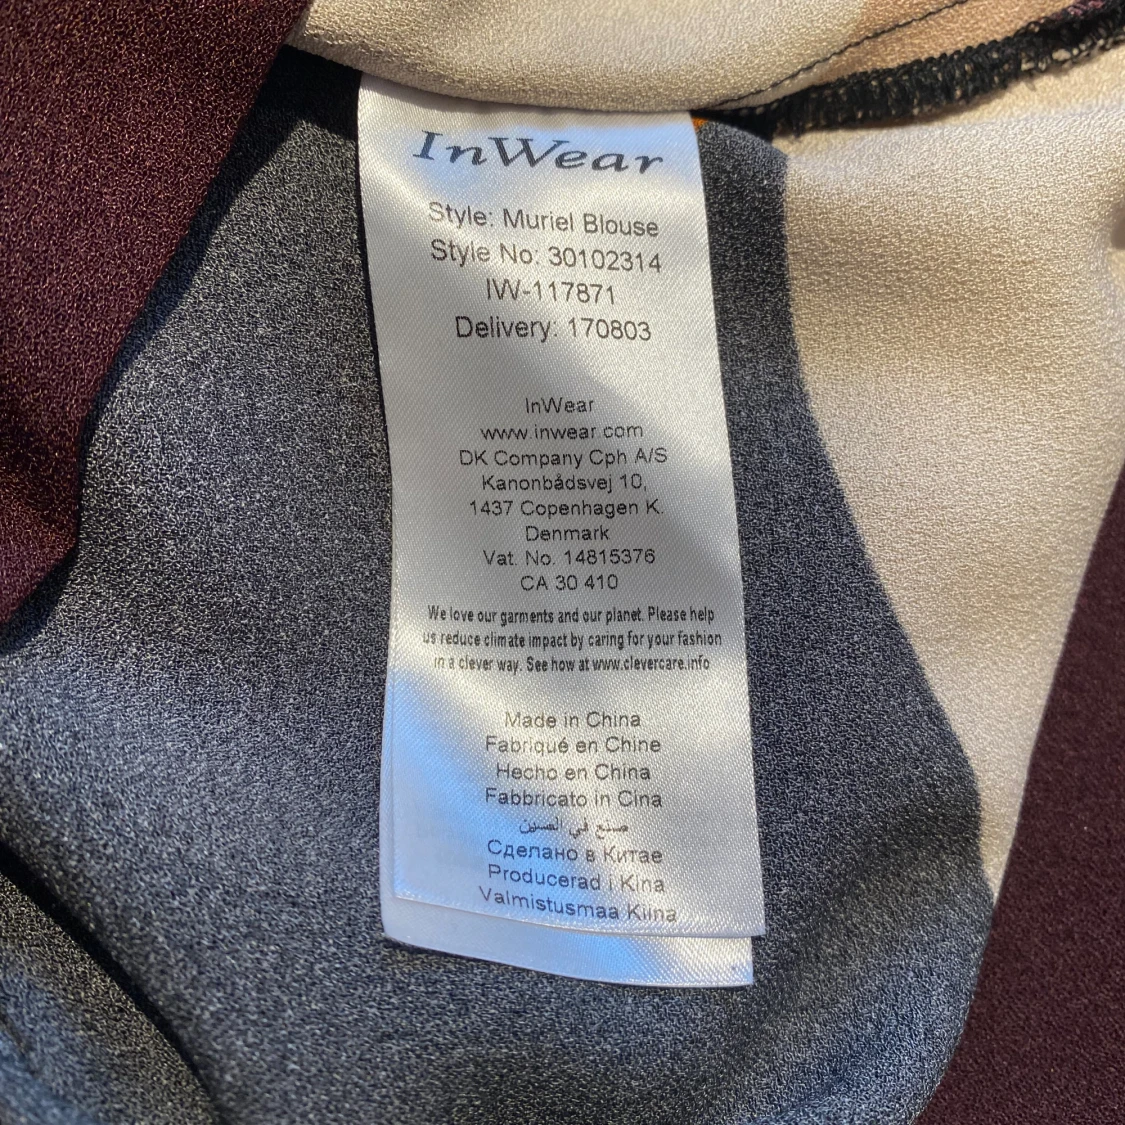 InWear
Style: Muriel Blouse
Style No: 30102314
IW-117871
Delivery: 170803
InWear
www.inwear.com
DK Company Cph A/S
Kanonbådsvej 10,
1437 Copenhagen K.
Denmark
Vat. No. 14815376
CA 30 410
We love our garments and our planet. Please help
us reduce climate impact by caring for your fashion
in a clever way. See how at www.clevercare.info
Made in China
Fabriqué en Chine
Hecho en China
Fabbricato in Cina
صنع في الصين
Сделано в Китае
Producerad i Kina
Valmistusmaa Kiina